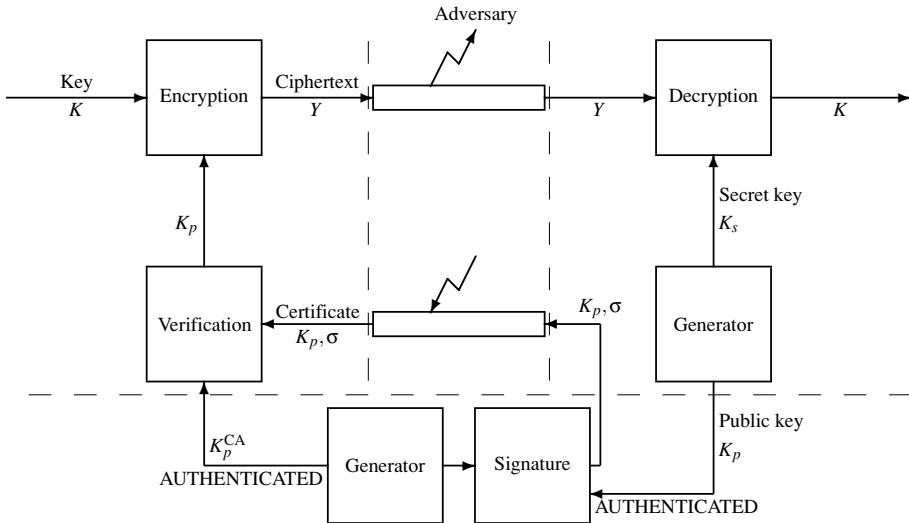 Adversary
Key
K
Encryption
Ciphertext
Y
Y
Decryption
K
K_p
Secret key
K_s
Verification
Certificate
K_p, σ
K_p, σ
Generator
K_p^CA
AUTHENTICATED
Generator
Signature
Public key
K_p
AUTHENTICATED